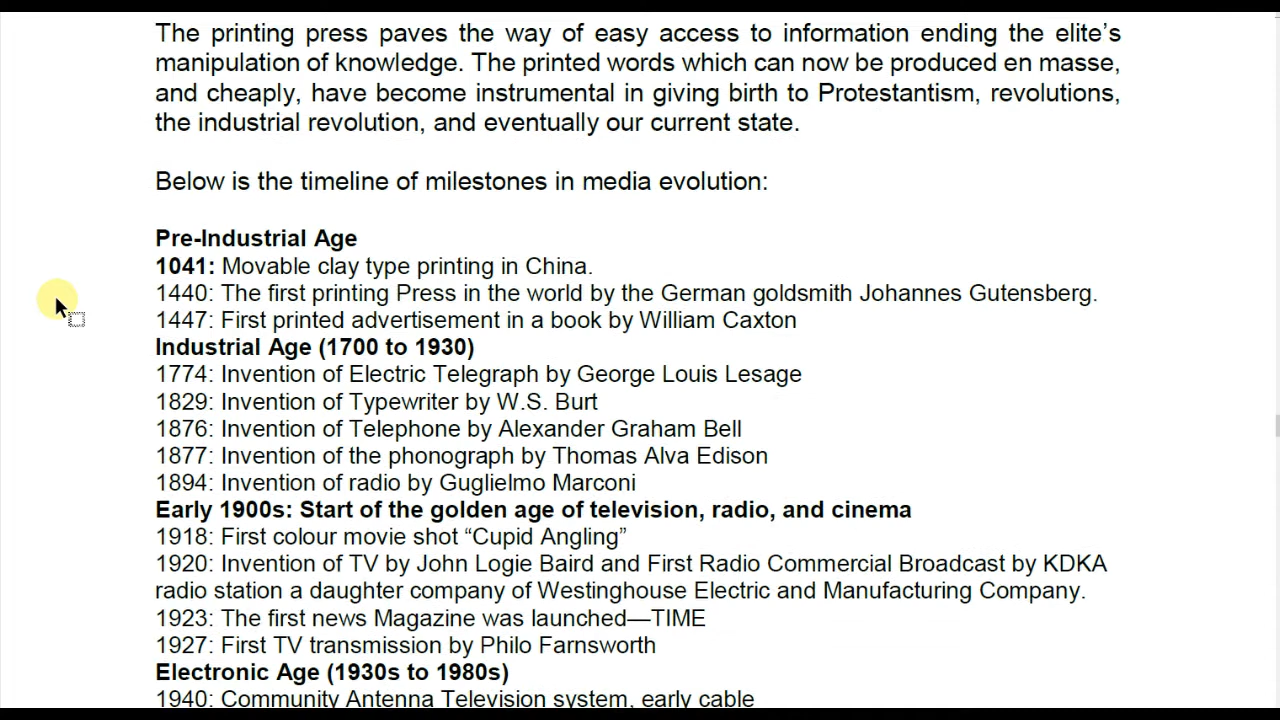 The printing press paves the way of easy access to information ending the elite’s
manipulation of knowledge. The printed words which can now be produced en masse,
and cheaply, have become instrumental in giving birth to Protestantism, revolutions,
the industrial revolution, and eventually our current state.
Below is the timeline of milestones in media evolution:
Pre-Industrial Age
1041: Movable clay type printing in China.
1440: The first printing Press in the world by the German goldsmith Johannes Gutensberg.
1447: First printed advertisement in a book by William Caxton
Industrial Age (1700 to 1930)
1774: Invention of Electric Telegraph by George Louis Lesage
1829: Invention of Typewriter by W.S. Burt
1876: Invention of Telephone by Alexander Graham Bell
1877: Invention of the phonograph by Thomas Alva Edison
1894: Invention of radio by Guglielmo Marconi
Early 1900s: Start of the golden age of television, radio, and cinema
1918: First colour movie shot “Cupid Angling”
1920: Invention of TV by John Logie Baird and First Radio Commercial Broadcast by KDKA
radio station a daughter company of Westinghouse Electric and Manufacturing Company.
1923: The first news Magazine was launched—TIME
1927: First TV transmission by Philo Farnsworth
Electronic Age (1930s to 1980s)
1940: Community Antenna Television system, early cable